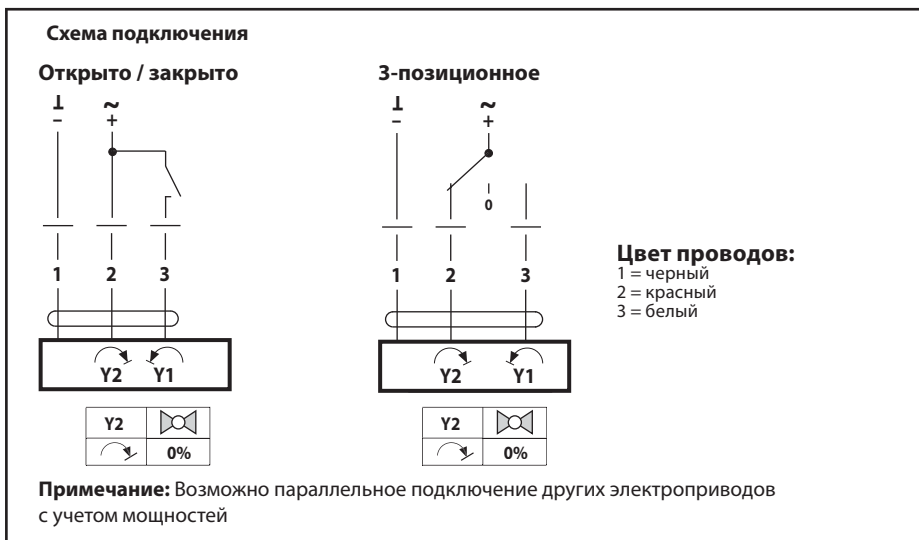 Схема подключения
Открыто / закрыто
⊥ ~
– +
1 2 3
Y2 Y1
Y2
0%
3-позиционное
⊥ ~
– +
0
1 2 3
Y2 Y1
Y2
0%
Цвет проводов:
1 = черный
2 = красный
3 = белый
Примечание: Возможно параллельное подключение других электроприводов
с учетом мощностей